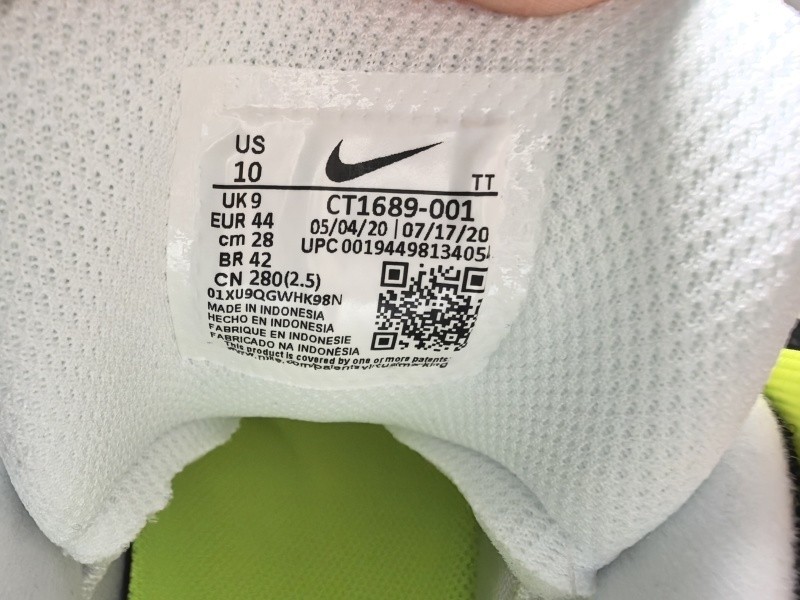 US
10
TT
UK 9
EUR 44
cm 28
BR 42
CN 280(2.5)
CT1689-001
05/04/20 | 07/17/20
UPC 0019449813405
01XU9QGWHK98N
MADE IN INDONESIA
HECHO EN INDONESIA
FABRIQUE EN INDONESIE
FABRICADO NA INDONÉSIA
This product is covered by one or more patents